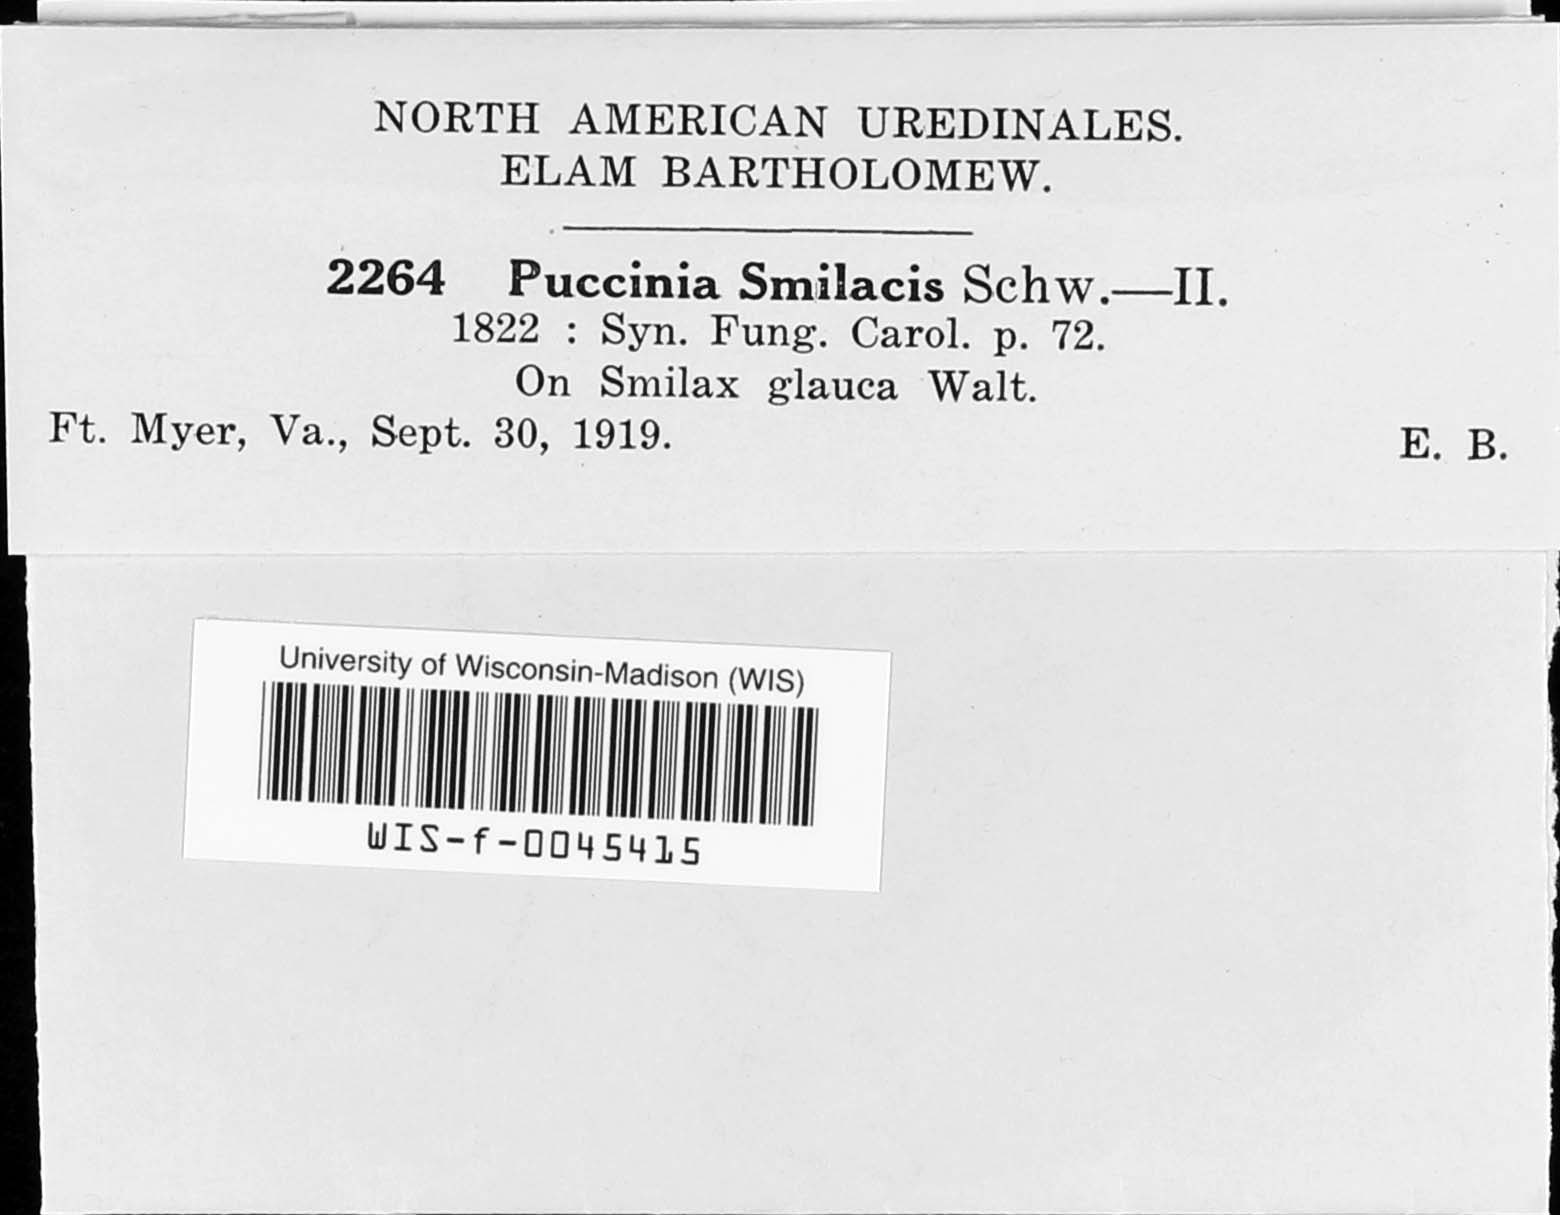 NORTH AMERICAN UREDINALES.
ELAM BARTHOLOMEW.
2264 Puccinia Smilacis Schw.—II.
1822 : Syn. Fung. Carol. p. 72.
On Smilax glauca Walt.
Ft. Myer, Va., Sept. 30, 1919. E. B.
University of Wisconsin-Madison (WIS)
WIS-f-0045415